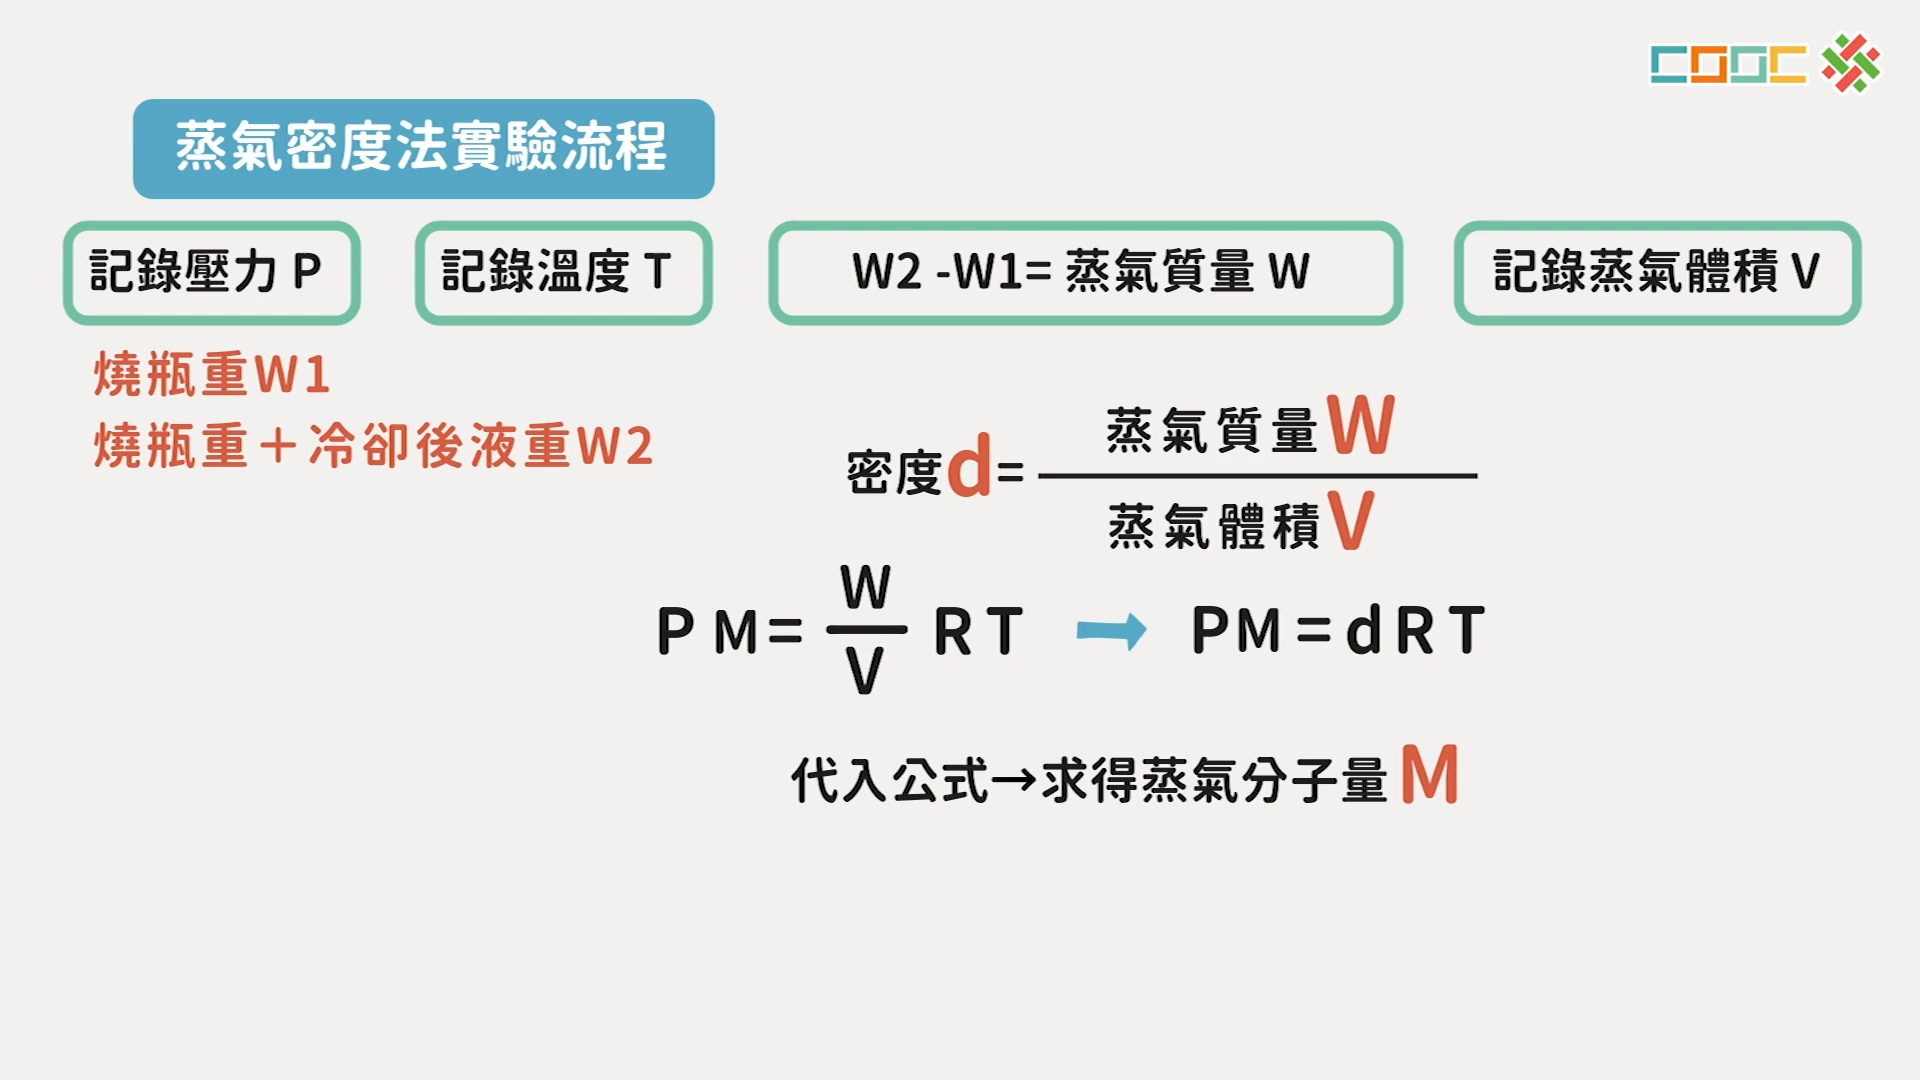 COOC
蒸氣密度法實驗流程
記錄壓力 P
記錄溫度 T
W2 -W1= 蒸氣質量 W
記錄蒸氣體積 V
燒瓶重W1
燒瓶重＋冷卻後液重W2
密度d=
蒸氣質量W
蒸氣體積V
P M=
W
V
R T
PM=dRT
代入公式→求得蒸氣分子量 M